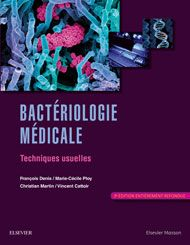 BACTÉRIOLOGIE
MÉDICALE
Techniques usuelles
François Denis / Marie-Cécile Ploy
Christian Martin / Vincent Cattoir
3e ÉDITION ENTIÈREMENT REFONDUE
ELSEVIER
Elsevier Masson